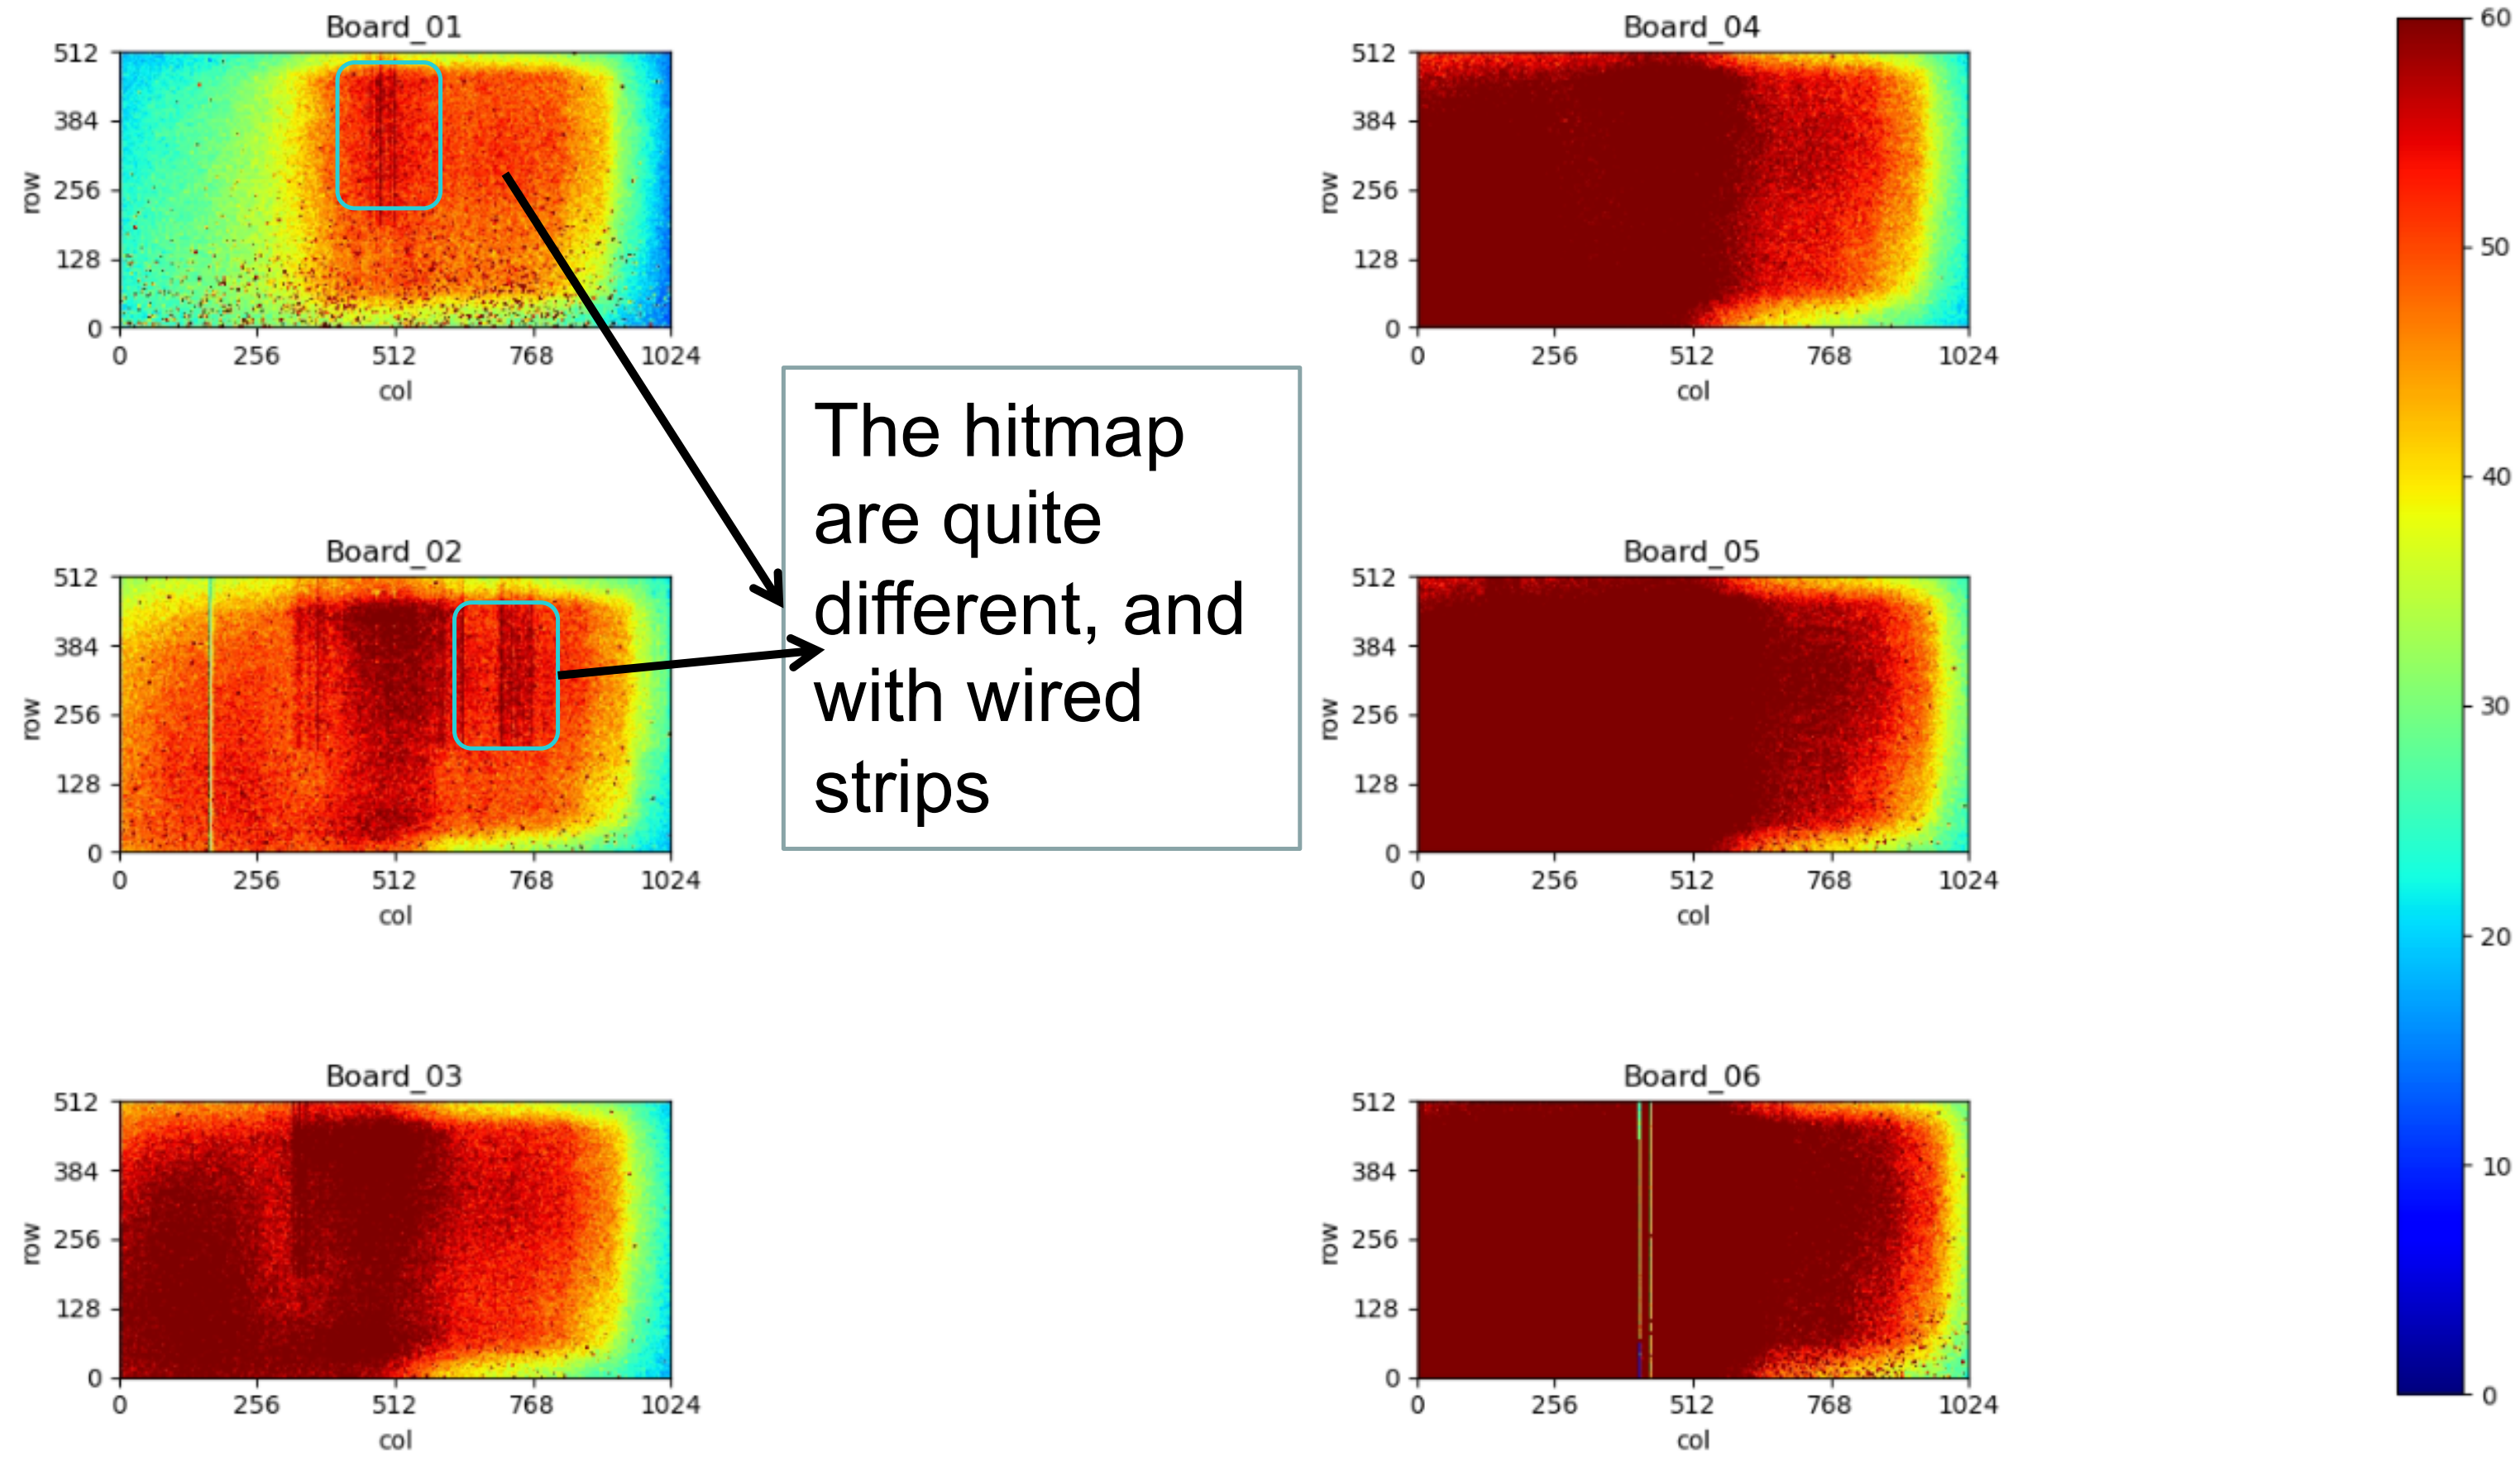 Board_01
512
384
256
128
0
row
0 256 512 768 1024
col
Board_04
512
384
256
128
0
row
0 256 512 768 1024
col
60
50
40
30
20
10
0
The hitmap
are quite
different, and
with wired
strips
Board_02
512
384
256
128
0
row
0 256 512 768 1024
col
Board_05
512
384
256
128
0
row
0 256 512 768 1024
col
Board_03
512
384
256
128
0
row
0 256 512 768 1024
col
Board_06
512
384
256
128
0
row
0 256 512 768 1024
col